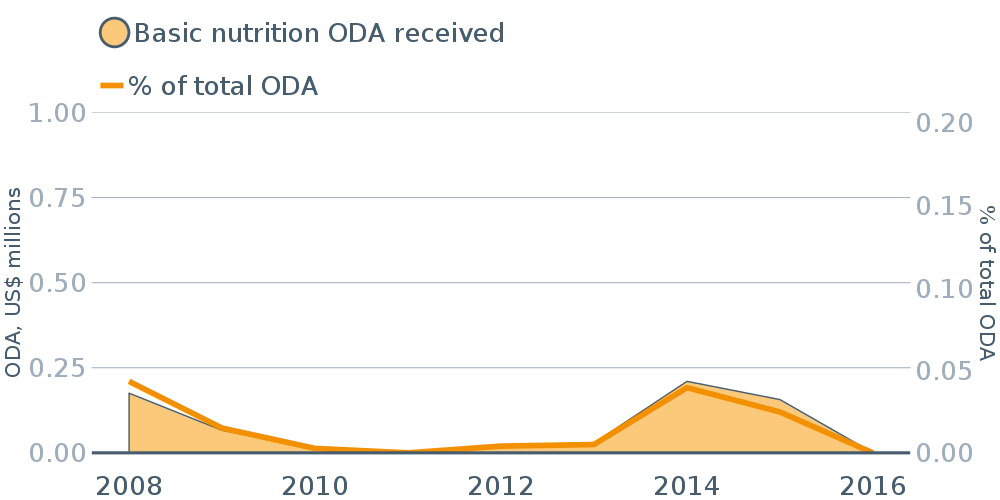 Basic nutrition ODA received
% of total ODA
1.00
0.75
0.50
0.25
0.00
ODA, US$ millions
0.20
0.15
0.10
0.05
0.00
% of total ODA
2008 2010 2012 2014 2016